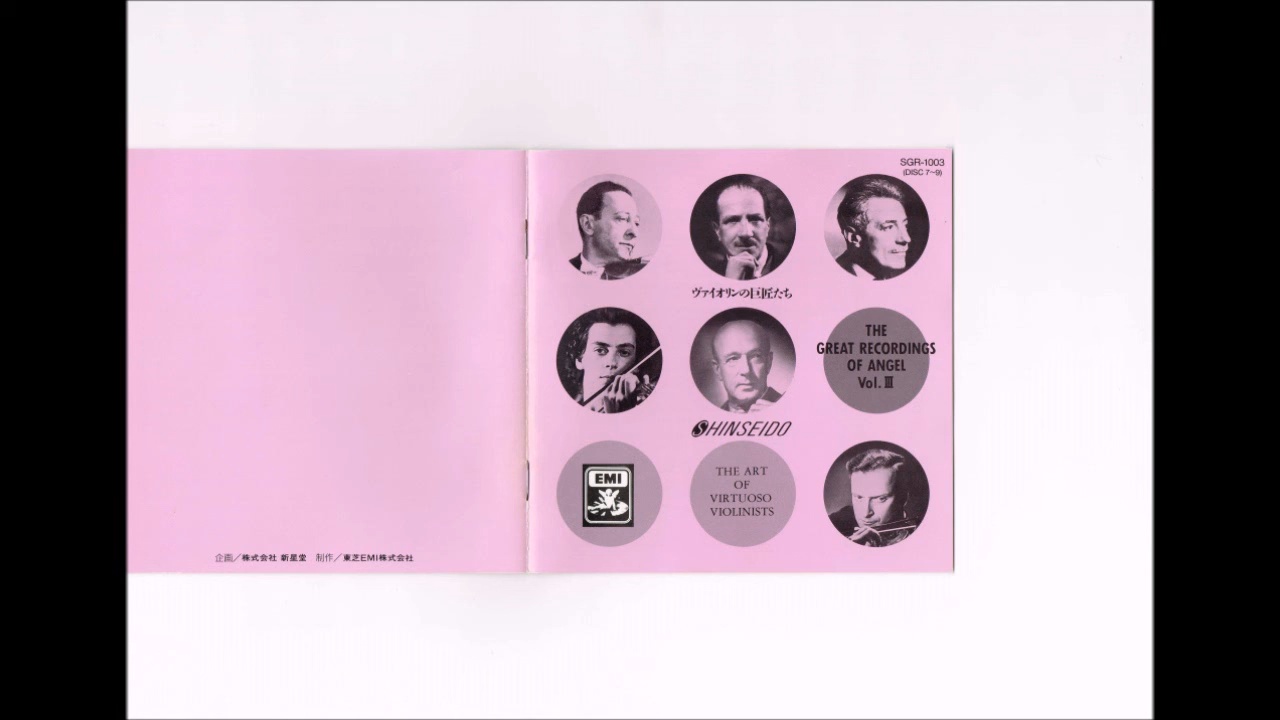 SGR-1003
(DISC 7~9)
ヴァイオリンの巨匠たち
THE
GREAT RECORDINGS
OF ANGEL
Vol. III
SHINSEIDO
EMI
THE ART
OF
VIRTUOSO
VIOLINISTS
企画／株式会社 新星堂 制作／東芝EMI株式会社